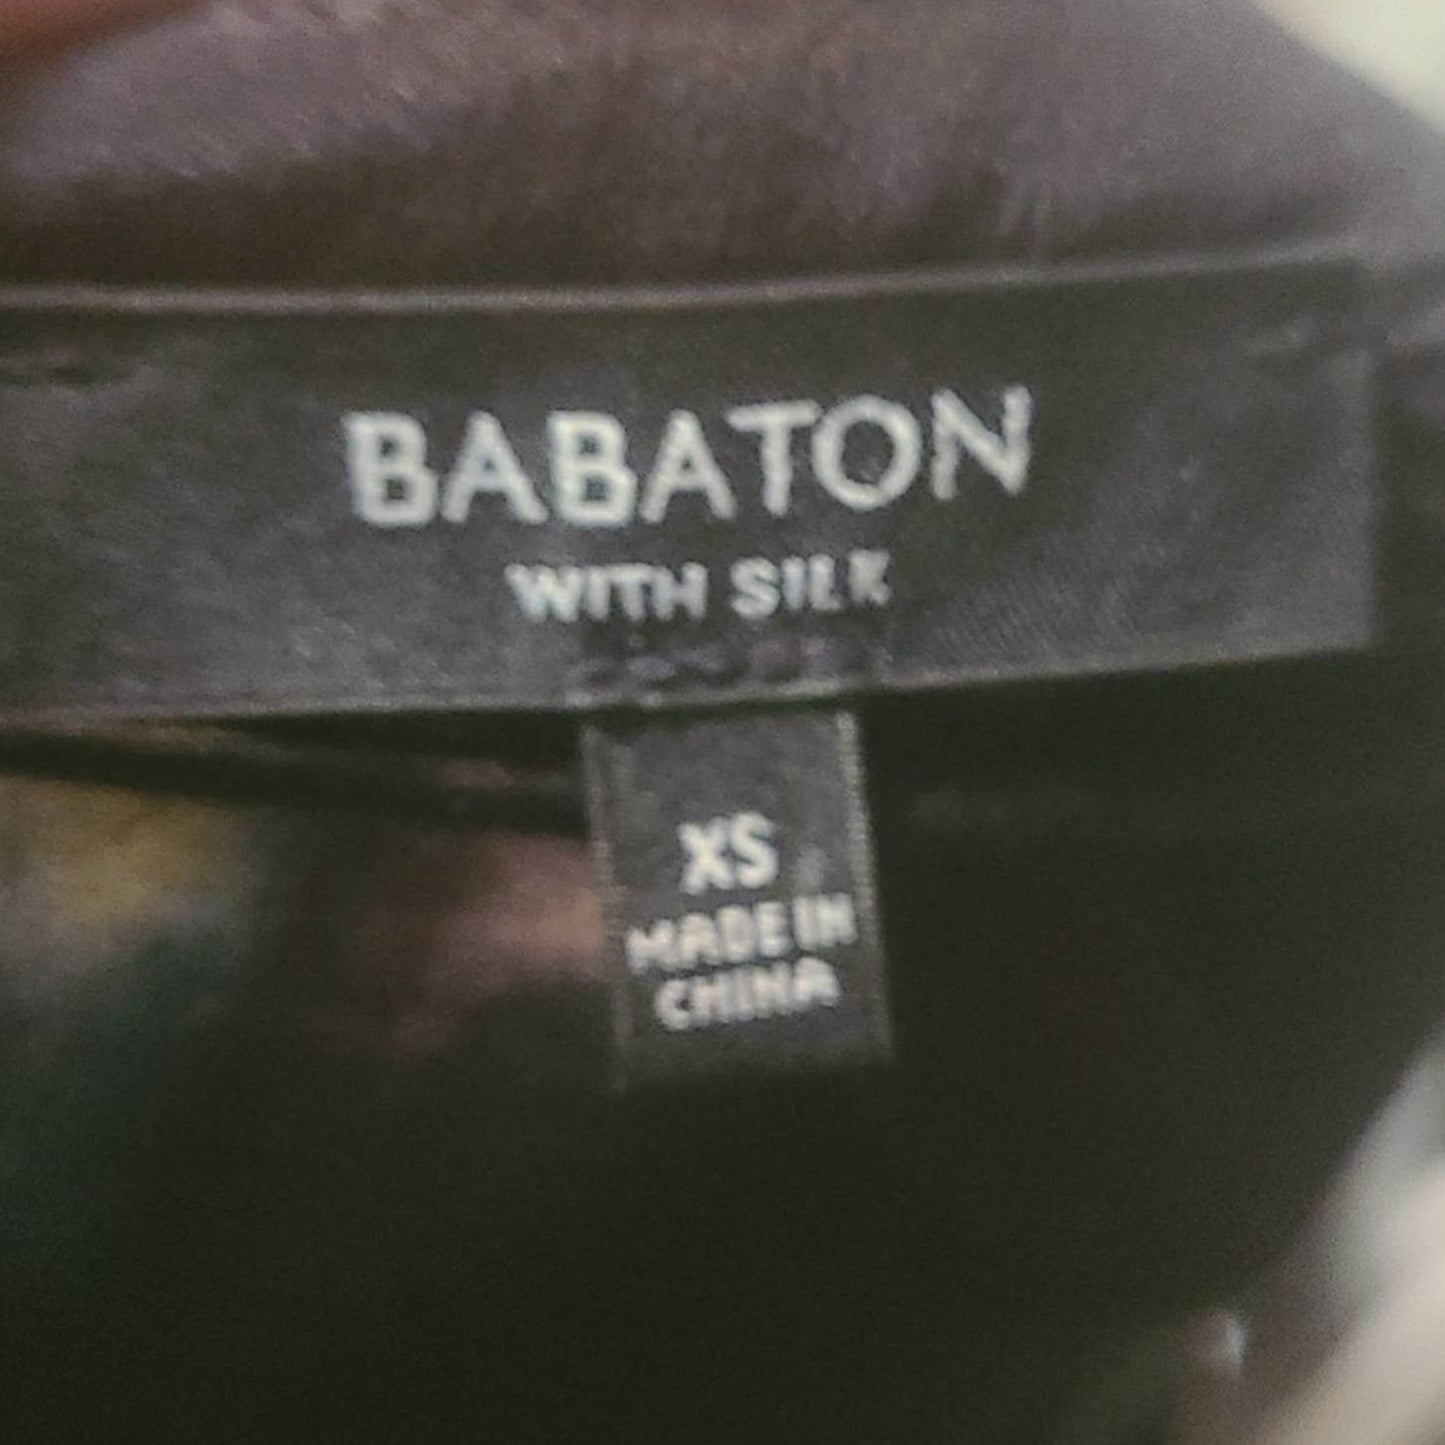 BABATON
WITH SILK
XS
MADE IN
CHINA